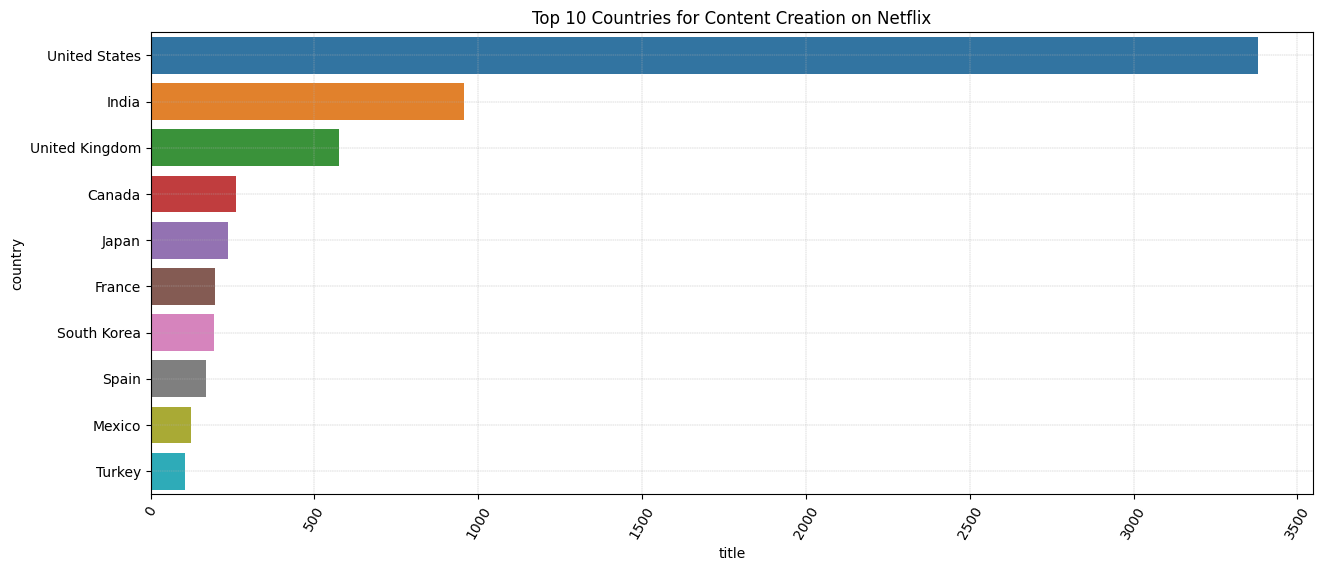 Top 10 Countries for Content Creation on Netflix
United States
India
United Kingdom
Canada
Japan
France
South Korea
Spain
Mexico
Turkey
country
0
500
1000
1500
2000
2500
3000
3500
title